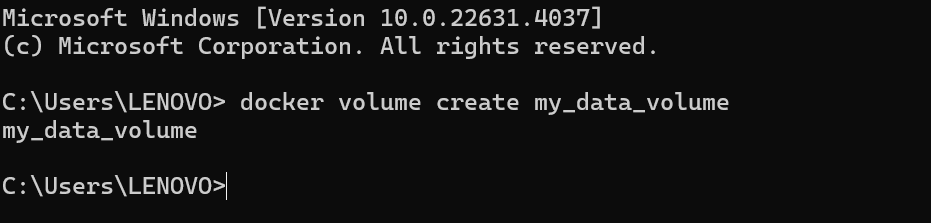 Microsoft Windows [Version 10.0.22631.4037]
(c) Microsoft Corporation. All rights reserved.
C:\Users\LENOVO> docker volume create my_data_volume
my_data_volume
C:\Users\LENOVO>